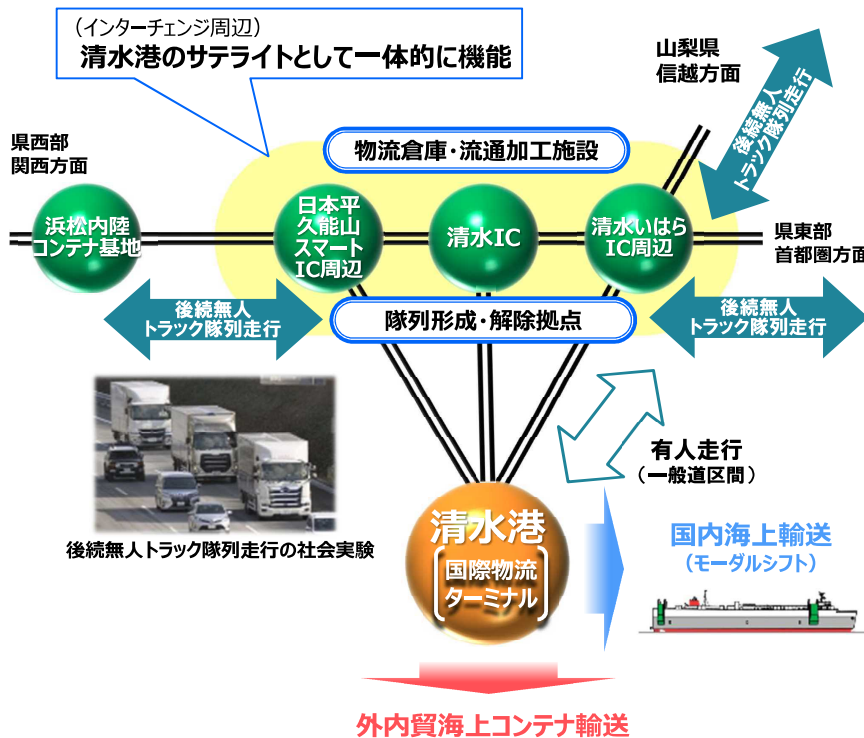 （インターチェンジ周辺）
清水港のサテライトとして一体的に機能
山梨県
信越方面
後続無人
トラック隊列走行
県西部
関西方面
物流倉庫・流通加工施設
浜松内陸
コンテナ基地
日本平
久能山
スマート
IC周辺
清水IC
清水いはら
IC周辺
県東部
首都圏方面
後続無人
トラック隊列走行
隊列形成・解除拠点
後続無人
トラック隊列走行
有人走行
（一般道区間）
後続無人トラック隊列走行の社会実験
清水港
国際物流
ターミナル
国内海上輸送
（モーダルシフト）
外内貿海上コンテナ輸送